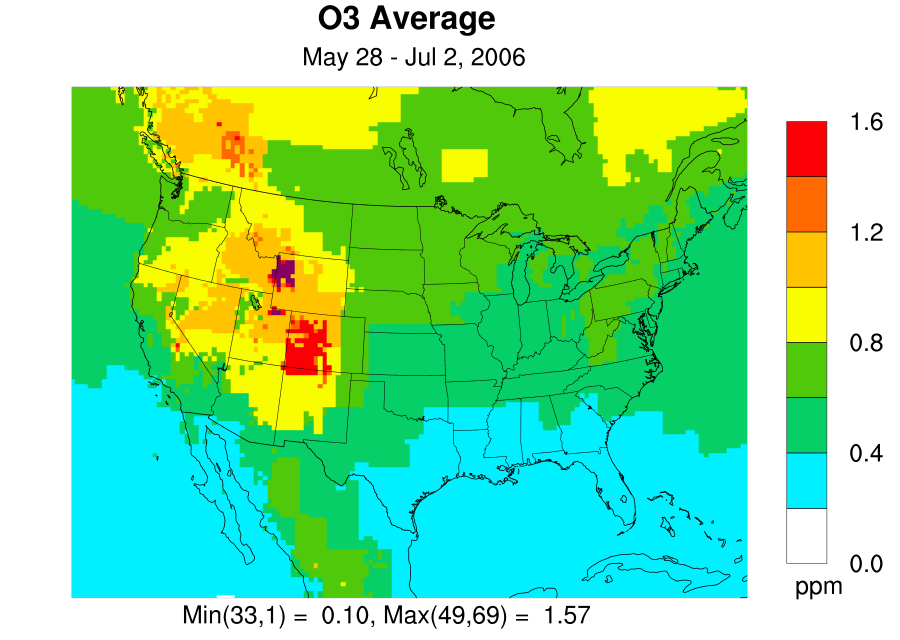 O3 Average
May 28 - Jul 2, 2006
1.6
1.2
0.8
0.4
0.0
ppm
Min(33,1) = 0.10, Max(49,69) = 1.57